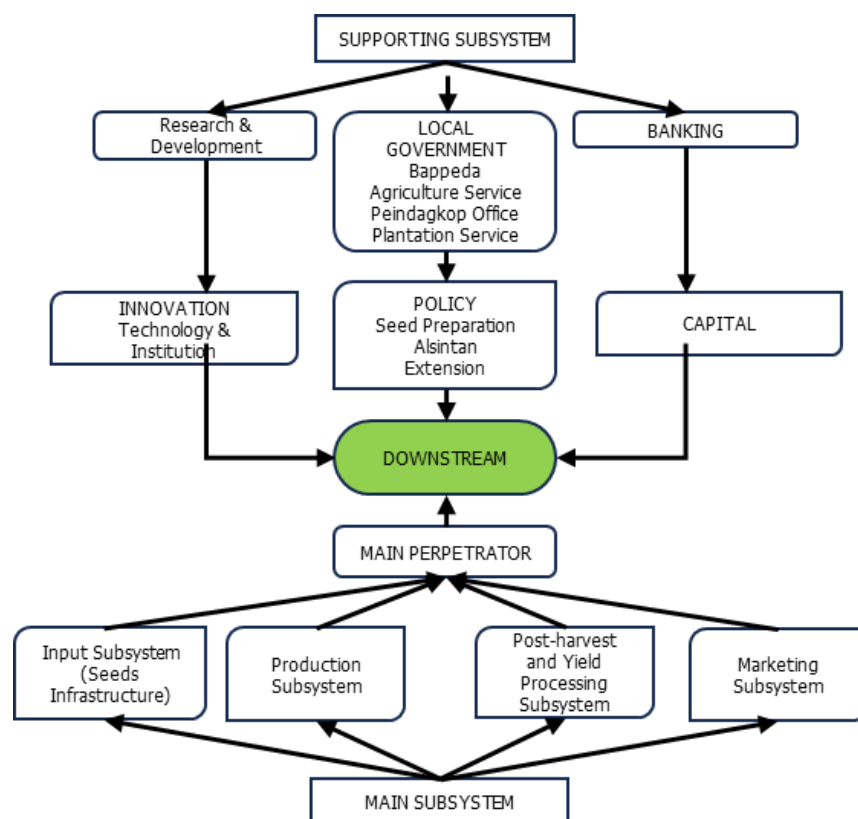 SUPPORTING SUBSYSTEM
Research &
Development
LOCAL
GOVERNMENT
Bappeda
Agriculture Service
Peindagkop Office
Plantation Service
BANKING
INNOVATION
Technology &
Institution
POLICY
Seed Preparation
Alsintan
Extension
CAPITAL
DOWNSTREAM
MAIN PERPETRATOR
Input Subsystem
(Seeds
Infrastructure)
Production
Subsystem
Post-harvest
and Yield
Processing
Subsystem
Marketing
Subsystem
MAIN SUBSYSTEM